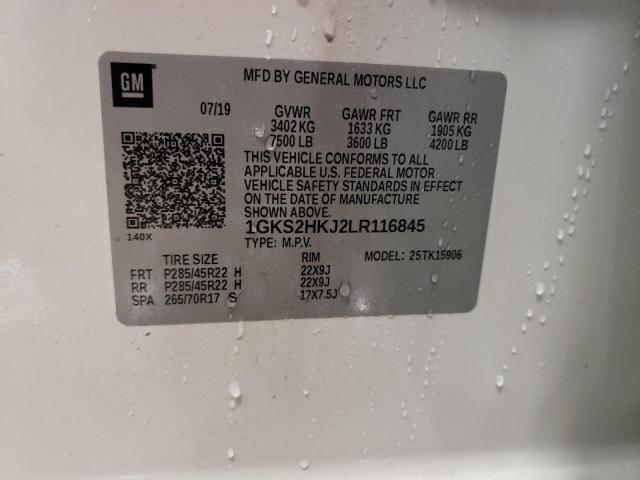 GM
MFD BY GENERAL MOTORS LLC
07/19 GVWR GAWR FRT GAWR RR
3402 KG 1633 KG 1905 KG
7500 LB 3600 LB 4200 LB
THIS VEHICLE CONFORMS TO ALL
APPLICABLE U.S. FEDERAL MOTOR
VEHICLE SAFETY STANDARDS IN EFFECT
ON THE DATE OF MANUFACTURE
SHOWN ABOVE.
140X
1GKS2HKJ2LR116845
TYPE: M.P.V. MODEL: 25TK15906
TIRE SIZE RIM
FRT P285/45R22 H 22X9J
RR P285/45R22 H 22X9J
SPA 265/70R17 S 17X7.5J